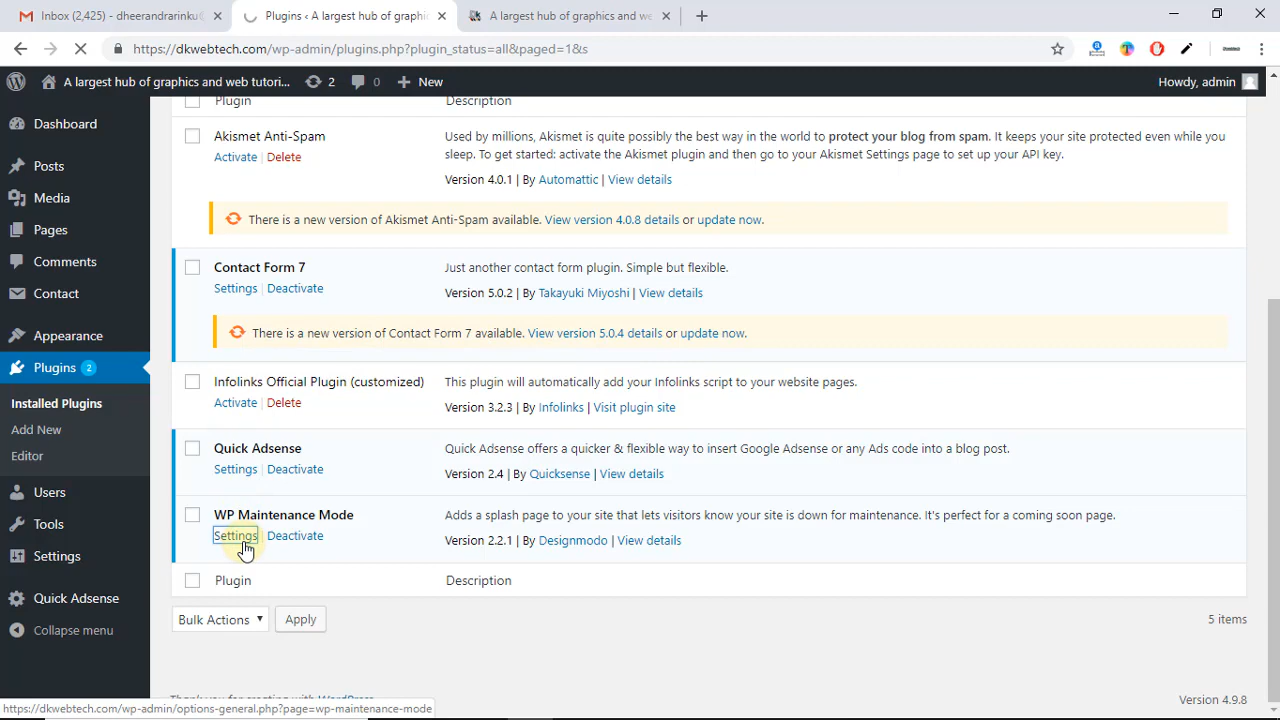 Inbox (2,425) - dheerandrarinku
Plugins ‹ A largest hub of graphi
A largest hub of graphics and we
https://dkwebtech.com/wp-admin/plugins.php?plugin_status=all&paged=1&s
A largest hub of graphics and web tutori...
2
0
New
Howdy, admin
Dashboard
Posts
Media
Pages
Comments
Contact
Appearance
Plugins 2
Installed Plugins
Add New
Editor
Users
Tools
Settings
Quick Adsense
Collapse menu
Plugin Description
Akismet Anti-Spam
Activate | Delete
Used by millions, Akismet is quite possibly the best way in the world to protect your blog from spam. It keeps your site protected even while you
sleep. To get started: activate the Akismet plugin and then go to your Akismet Settings page to set up your API key.
Version 4.0.1 | By Automattic | View details
There is a new version of Akismet Anti-Spam available. View version 4.0.8 details or update now.
Contact Form 7
Settings | Deactivate
Just another contact form plugin. Simple but flexible.
Version 5.0.2 | By Takayuki Miyoshi | View details
There is a new version of Contact Form 7 available. View version 5.0.4 details or update now.
Infolinks Official Plugin (customized)
Activate | Delete
This plugin will automatically add your Infolinks script to your website pages.
Version 3.2.3 | By Infolinks | Visit plugin site
Quick Adsense
Settings | Deactivate
Quick Adsense offers a quicker & flexible way to insert Google Adsense or any Ads code into a blog post.
Version 2.4 | By Quicksense | View details
WP Maintenance Mode
Settings | Deactivate
Adds a splash page to your site that lets visitors know your site is down for maintenance. It's perfect for a coming soon page.
Version 2.2.1 | By Designmodo | View details
Plugin Description
Bulk Actions
Apply
5 items
Thank you for creating with WordPress.
Version 4.9.8
https://dkwebtech.com/wp-admin/options-general.php?page=wp-maintenance-mode